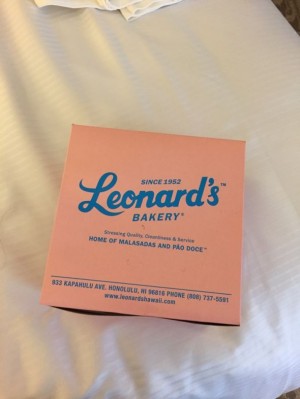 SINCE 1952
Leonard's™
BAKERY®
Stressing Quality, Cleanliness & Service
HOME OF MALASADAS AND PÃO DOCE™
933 KAPAHULU AVE. HONOLULU, HI 96816 PHONE (808) 737-5591
www.leonardshawaii.com